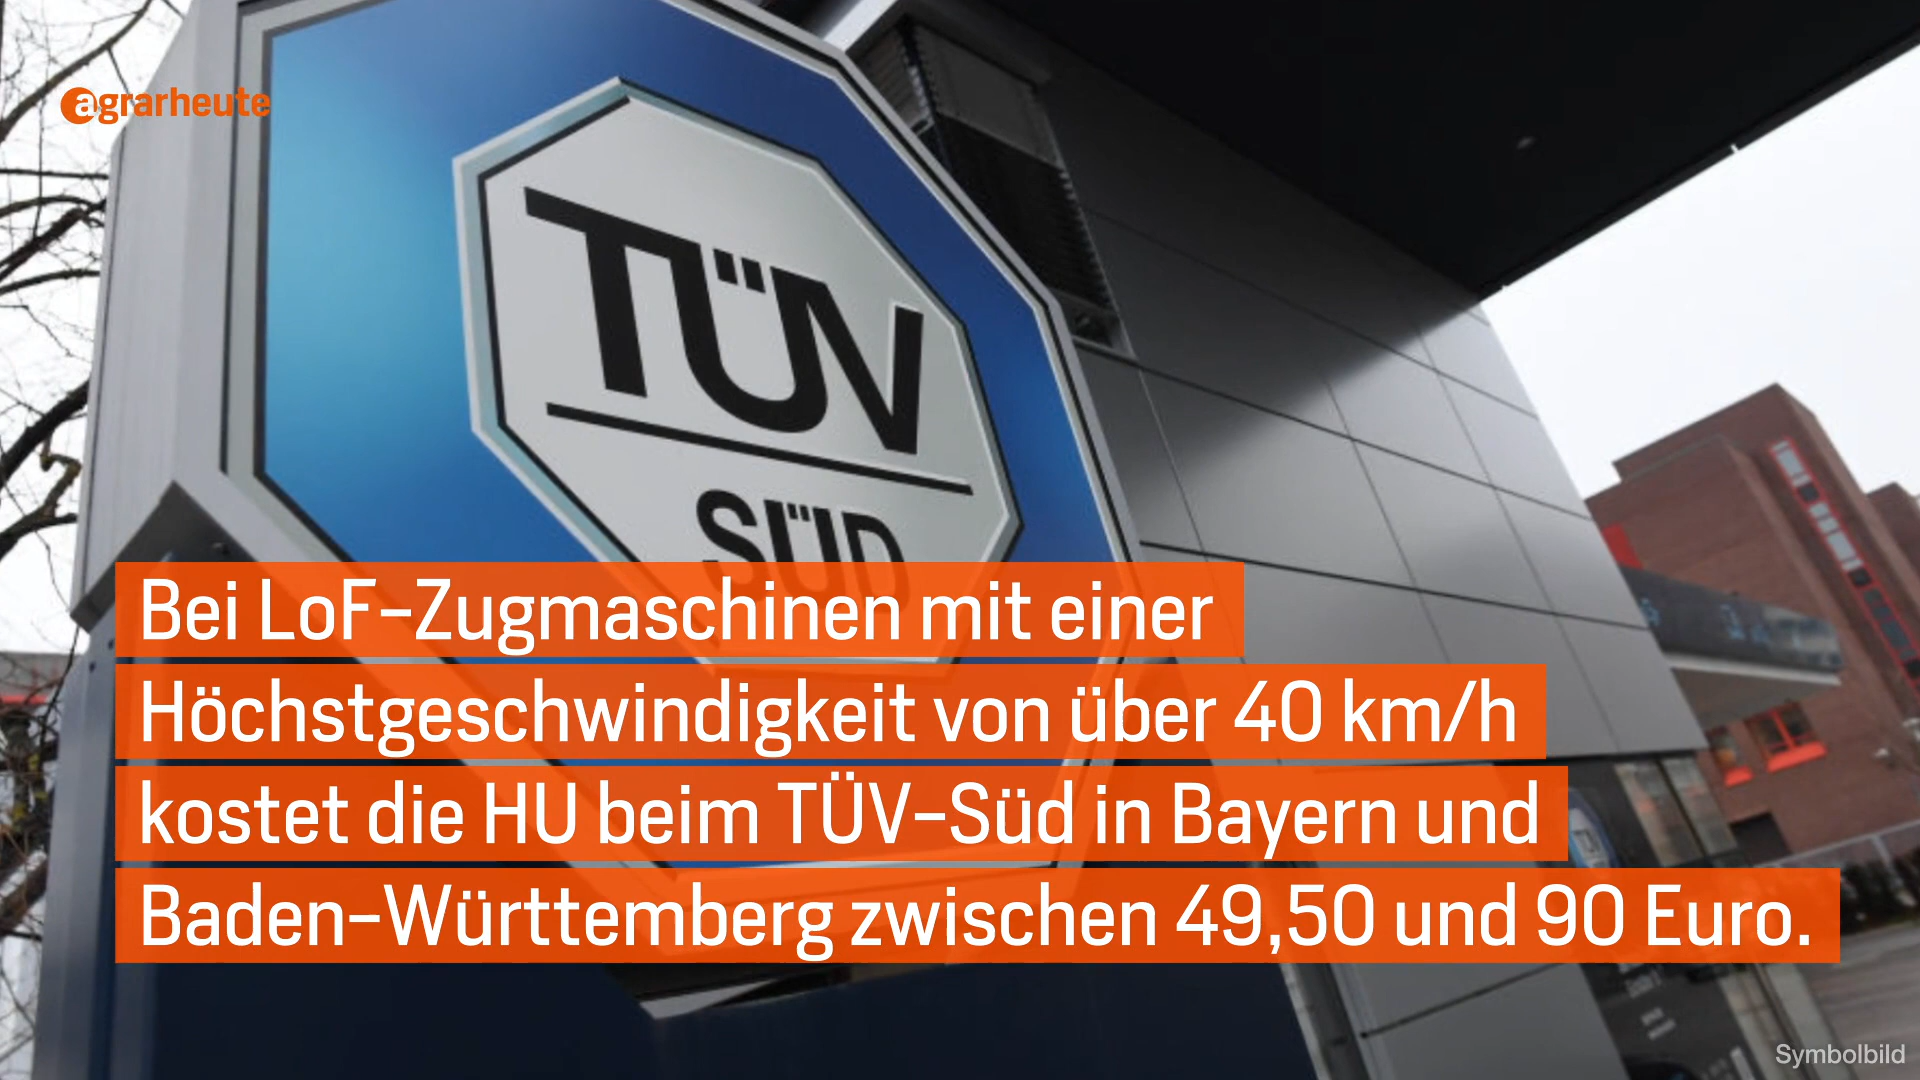 agrarheute
TÜV
SÜD
Bei LoF-Zugmaschinen mit einer
Höchstgeschwindigkeit von über 40 km/h
kostet die HU beim TÜV-Süd in Bayern und
Baden-Württemberg zwischen 49,50 und 90 Euro.
Symbolbild